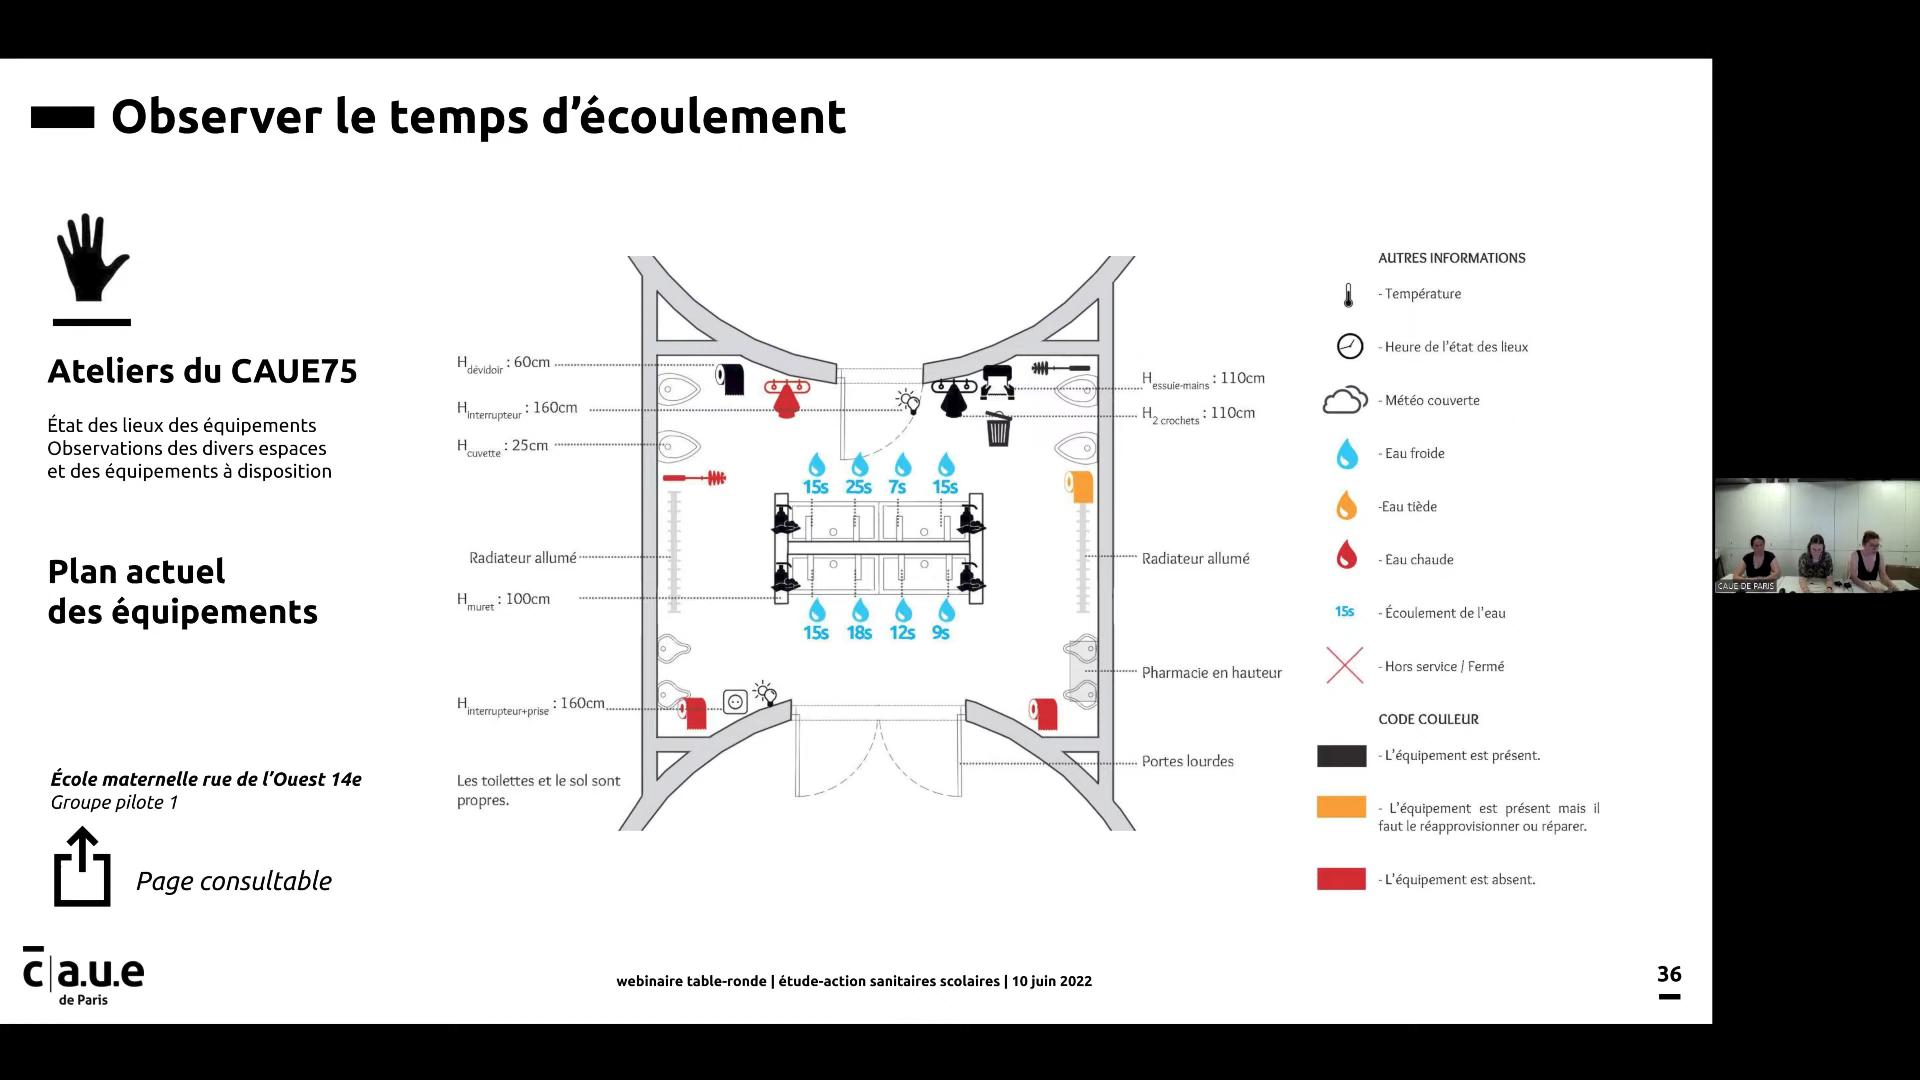 Observer le temps d'écoulement
Ateliers du CAUE75
État des lieux des équipements
Observations des divers espaces
et des équipements à disposition
Plan actuel
des équipements
École maternelle rue de l'Ouest 14e
Groupe pilote 1
Page consultable
c|a.u.e
de Paris
H dévidoir : 60cm
H interrupteur : 160cm
H cuvette : 25cm
Radiateur allumé
H muret : 100cm
H interrupteur+prise : 160cm
Les toilettes et le sol sont
propres.
15s 25s 7s 15s
15s 18s 12s 9s
H essuie-mains : 110cm
H 2 crochets : 110cm
Radiateur allumé
Pharmacie en hauteur
Portes lourdes
AUTRES INFORMATIONS
- Température
- Heure de l'état des lieux
- Météo couverte
- Eau froide
-Eau tiède
- Eau chaude
15s - Écoulement de l'eau
- Hors service / Fermé
CODE COULEUR
- L'équipement est présent.
- L'équipement est présent mais il
faut le réapprovisionner ou réparer.
- L'équipement est absent.
webinaire table-ronde | étude-action sanitaires scolaires | 10 juin 2022
36
CAUE DE PARIS